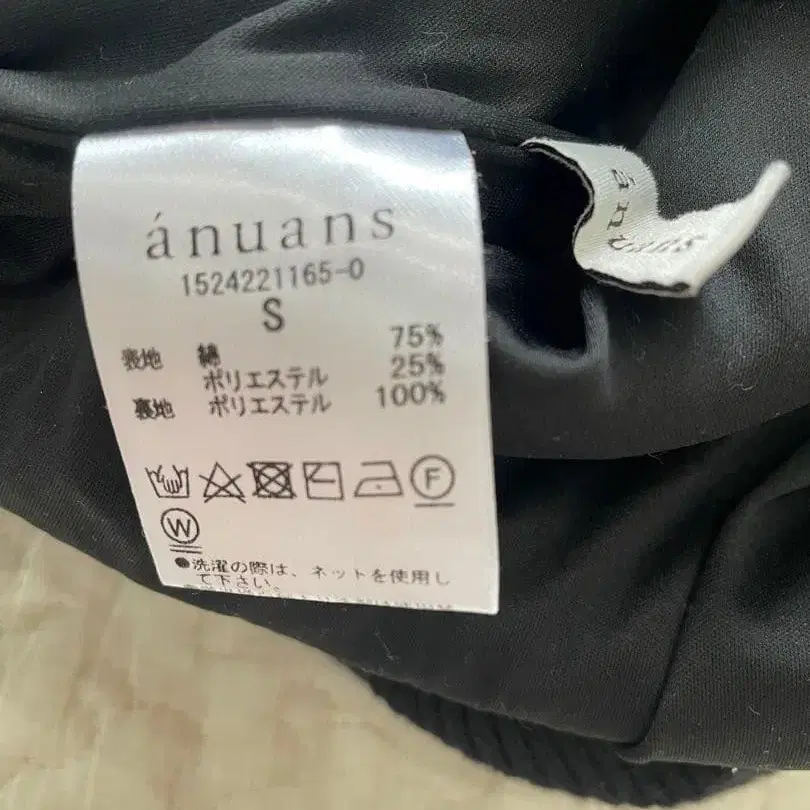 ánuans
1524221165-0
S
表地 綿 75%
ポリエステル 25%
裏地 ポリエステル 100%
F
W
●洗濯の際は、ネットを使用し
て下さい。
ánuans